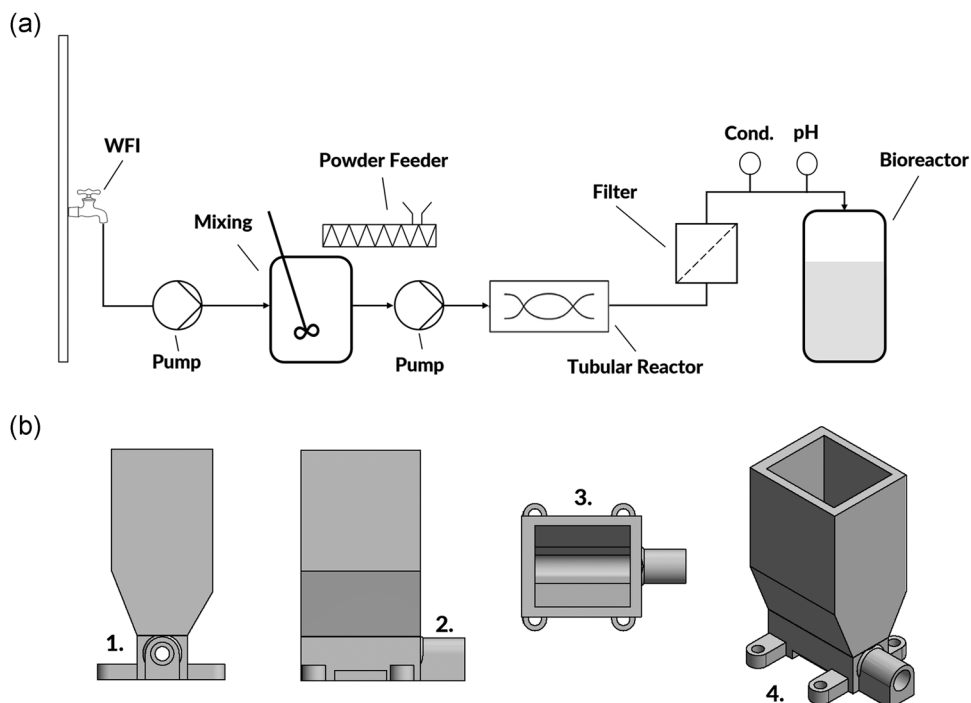 (a)
WFI
Mixing
Powder Feeder
Pump
Pump
Tubular Reactor
Filter
Cond.
pH
Bioreactor
(b)
1.
2.
3.
4.